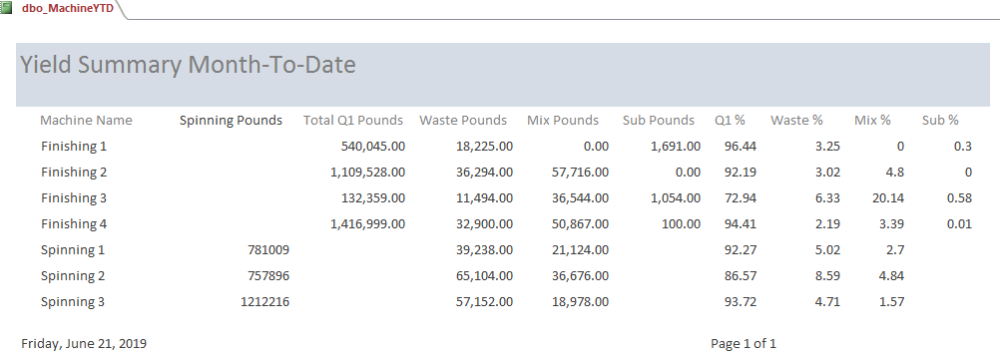 dbo_MachineYTD
Yield Summary Month-To-Date
Machine Name Spinning Pounds Total Q1 Pounds Waste Pounds Mix Pounds Sub Pounds Q1 % Waste % Mix % Sub %
Finishing 1 540,045.00 18,225.00 0.00 1,691.00 96.44 3.25 0 0.3
Finishing 2 1,109,528.00 36,294.00 57,716.00 0.00 92.19 3.02 4.8 0
Finishing 3 132,359.00 11,494.00 36,544.00 1,054.00 72.94 6.33 20.14 0.58
Finishing 4 1,416,999.00 32,900.00 50,867.00 100.00 94.41 2.19 3.39 0.01
Spinning 1 781009 39,238.00 21,124.00 92.27 5.02 2.7
Spinning 2 757896 65,104.00 36,676.00 86.57 8.59 4.84
Spinning 3 1212216 57,152.00 18,978.00 93.72 4.71 1.57
Friday, June 21, 2019 Page 1 of 1